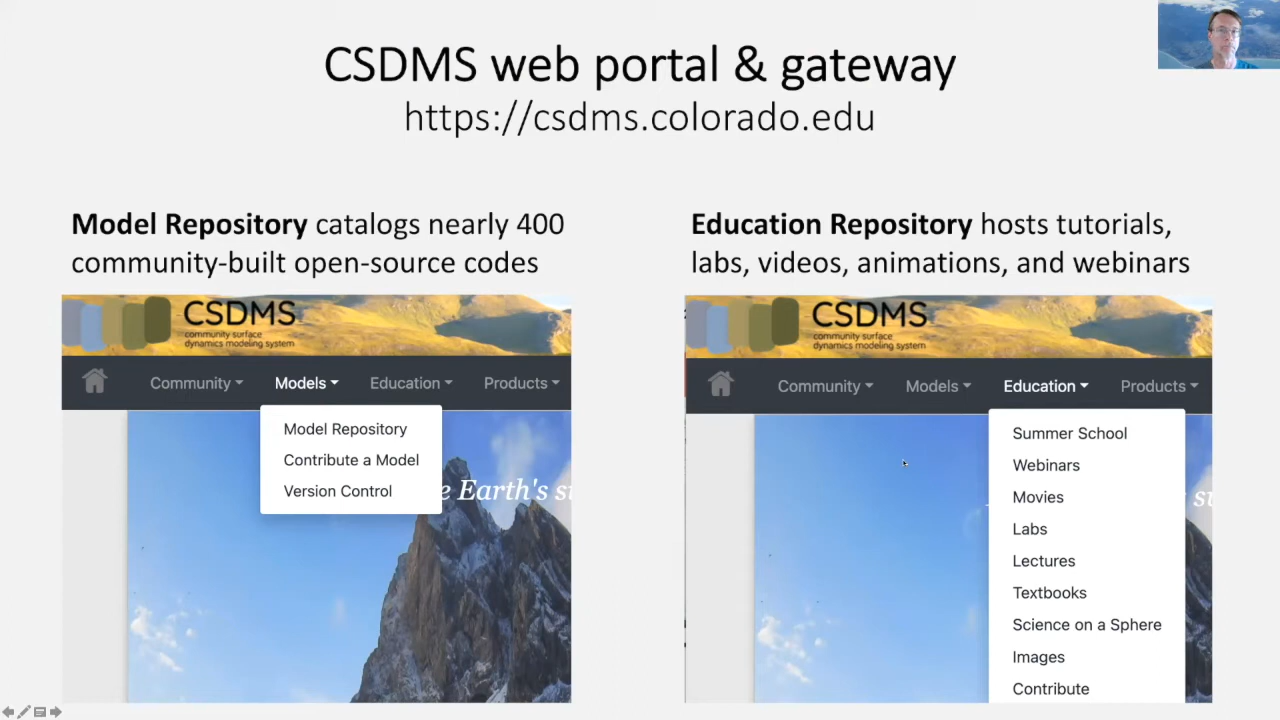 CSDMS web portal & gateway
https://csdms.colorado.edu
Model Repository catalogs nearly 400
community-built open-source codes
CSDMS
community surface
dynamics modeling system
Community
Models
Education
Products
Model Repository
Contribute a Model
Version Control
e Earth's su
Education Repository hosts tutorials,
labs, videos, animations, and webinars
CSDMS
community surface
dynamics modeling system
Community
Models
Education
Products
Summer School
Webinars
Movies
Labs
Lectures
Textbooks
Science on a Sphere
Images
Contribute